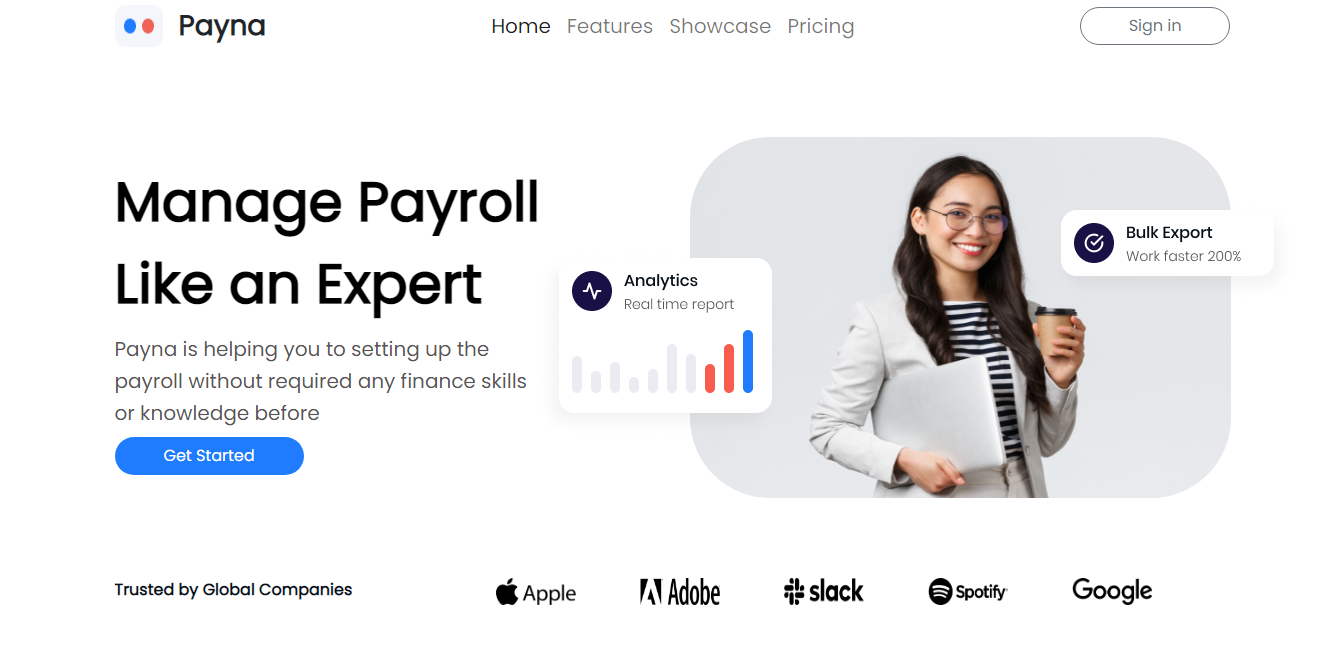 Payna
Home Features Showcase Pricing
Sign in
Manage Payroll
Like an Expert
Payna is helping you to setting up the
payroll without required any finance skills
or knowledge before
Get Started
Analytics
Real time report
Bulk Export
Work faster 200%
Trusted by Global Companies
Apple
Adobe
slack
Spotify
Google